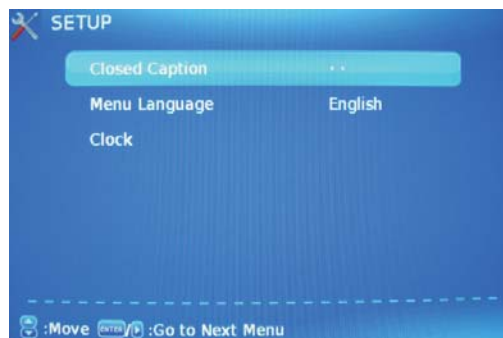 SETUP
Closed Caption . .
Menu Language English
Clock
:Move ENTER/ :Go to Next Menu